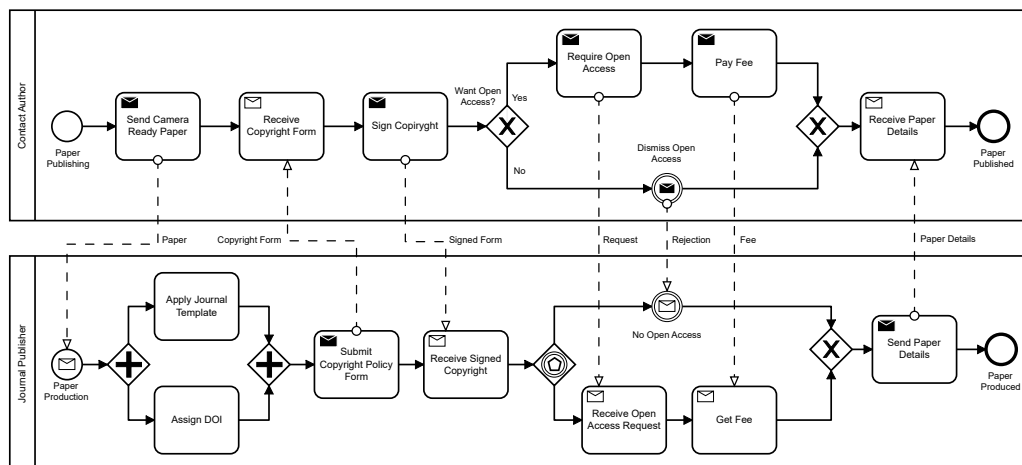 Contact Author
Paper
Publishing
Send Camera
Ready Paper
Receive
Copyright Form
Sign Copiryght
Want Open
Access?
Yes
No
Require Open
Access
Pay Fee
Dismiss Open
Access
Receive Paper
Details
Paper
Published
Paper
Copyright Form
Signed Form
Request
Rejection
Fee
Paper Details
Journal Publisher
Paper
Production
Apply Journal
Template
Assign DOI
Submit
Copyright Policy
Form
Receive Signed
Copyright
No Open Access
Receive Open
Access Request
Get Fee
Send Paper
Details
Paper
Produced